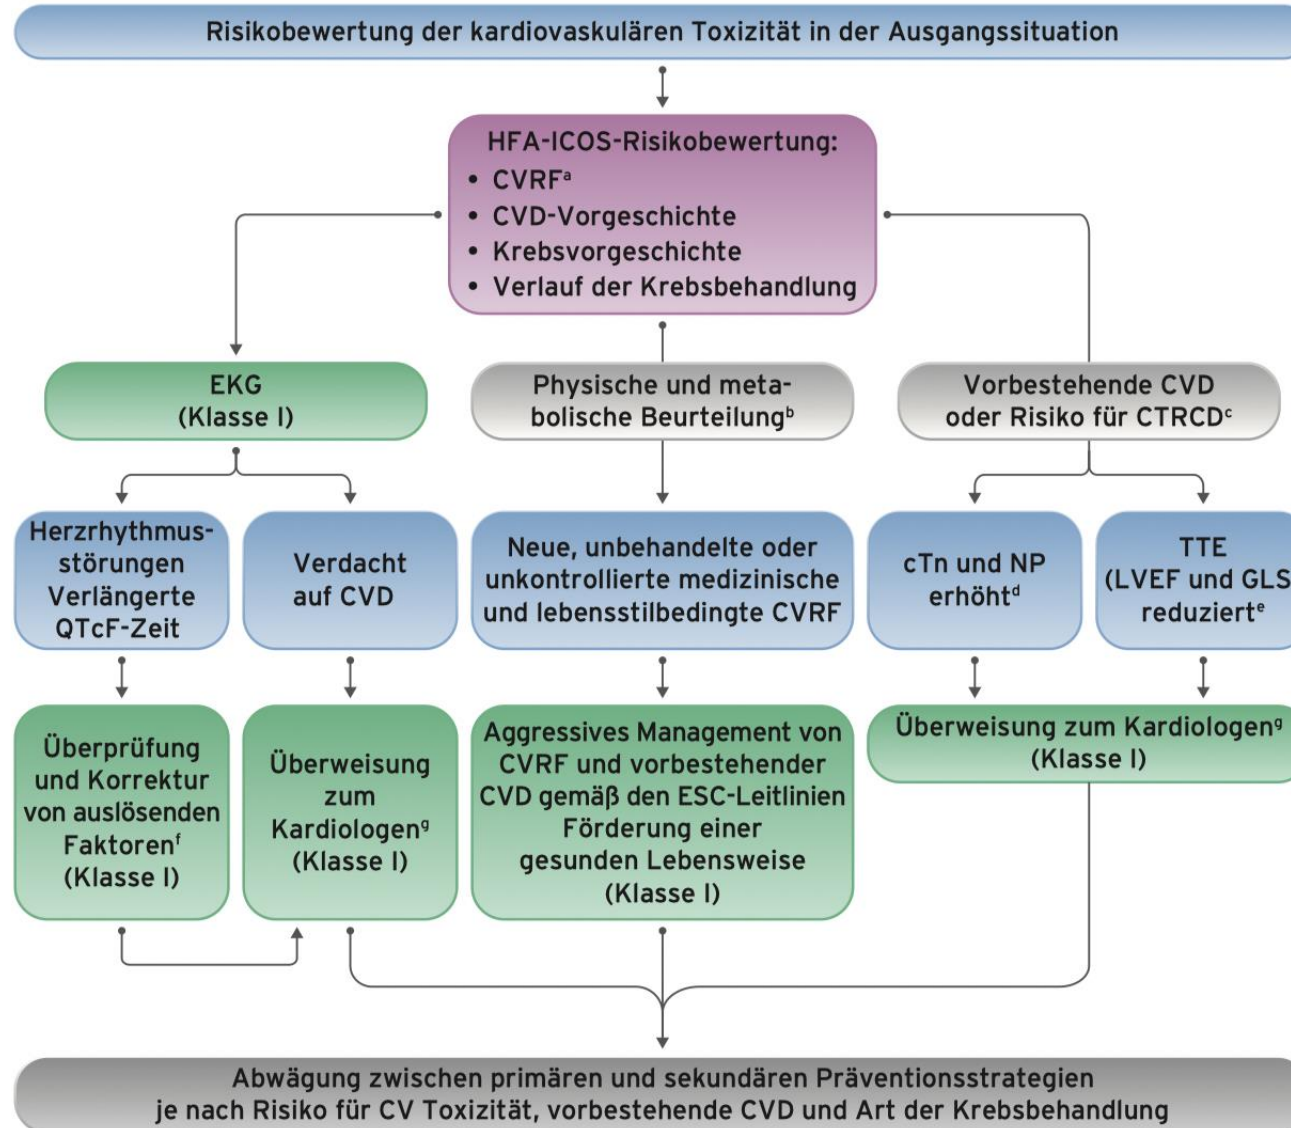 Risikobewertung der kardiovaskulären Toxizität in der Ausgangssituation
HFA-ICOS-Risikobewertung:
• CVRFᵃ
• CVD-Vorgeschichte
• Krebsvorgeschichte
• Verlauf der Krebsbehandlung
EKG
(Klasse I)
Physische und meta-
bolische Beurteilungᵇ
Vorbestehende CVD
oder Risiko für CTRCDᶜ
Herzrhythmus-
störungen
Verlängerte
QTcF-Zeit
Verdacht
auf CVD
Neue, unbehandelte oder
unkontrollierte medizinische
und lebensstilbedingte CVRF
cTn und NP
erhöhtᵈ
TTE
(LVEF und GLS
reduziertᵉ
Überprüfung
und Korrektur
von auslösenden
Faktorenᶠ
(Klasse I)
Überweisung
zum
Kardiologenᵍ
(Klasse I)
Aggressives Management von
CVRF und vorbestehender
CVD gemäß den ESC-Leitlinien
Förderung einer
gesunden Lebensweise
(Klasse I)
Überweisung zum Kardiologenᵍ
(Klasse I)
Abwägung zwischen primären und sekundären Präventionsstrategien
je nach Risiko für CV Toxizität, vorbestehende CVD und Art der Krebsbehandlung